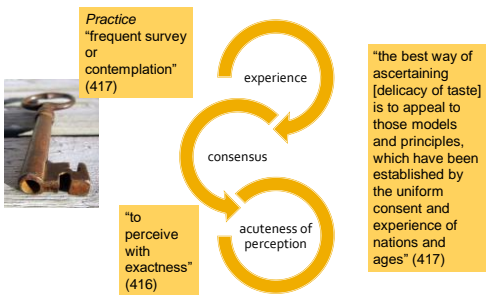 Practice
“frequent survey
or
contemplation”
(417)
experience
consensus
acuteness of
perception
“to
perceive
with
exactness”
(416)
“the best way of
ascertaining
[delicacy of taste]
is to appeal to
those models
and principles,
which have been
established by
the uniform
consent and
experience of
nations and
ages” (417)